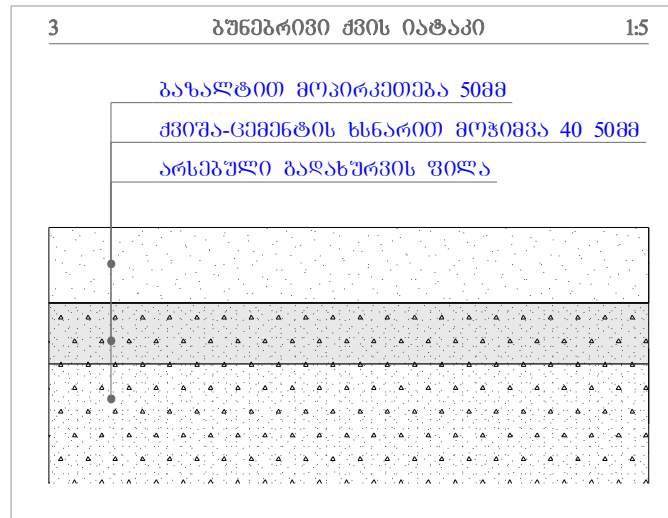 3 ბუნებრივი ქვის იატაკი 1:5
ბაზალტით მოპირკეთება 50მმ
ქვიშა-ცემენტის ხსნარით მოჭიმვა 40 50მმ
არსებული გადახურვის ფილა